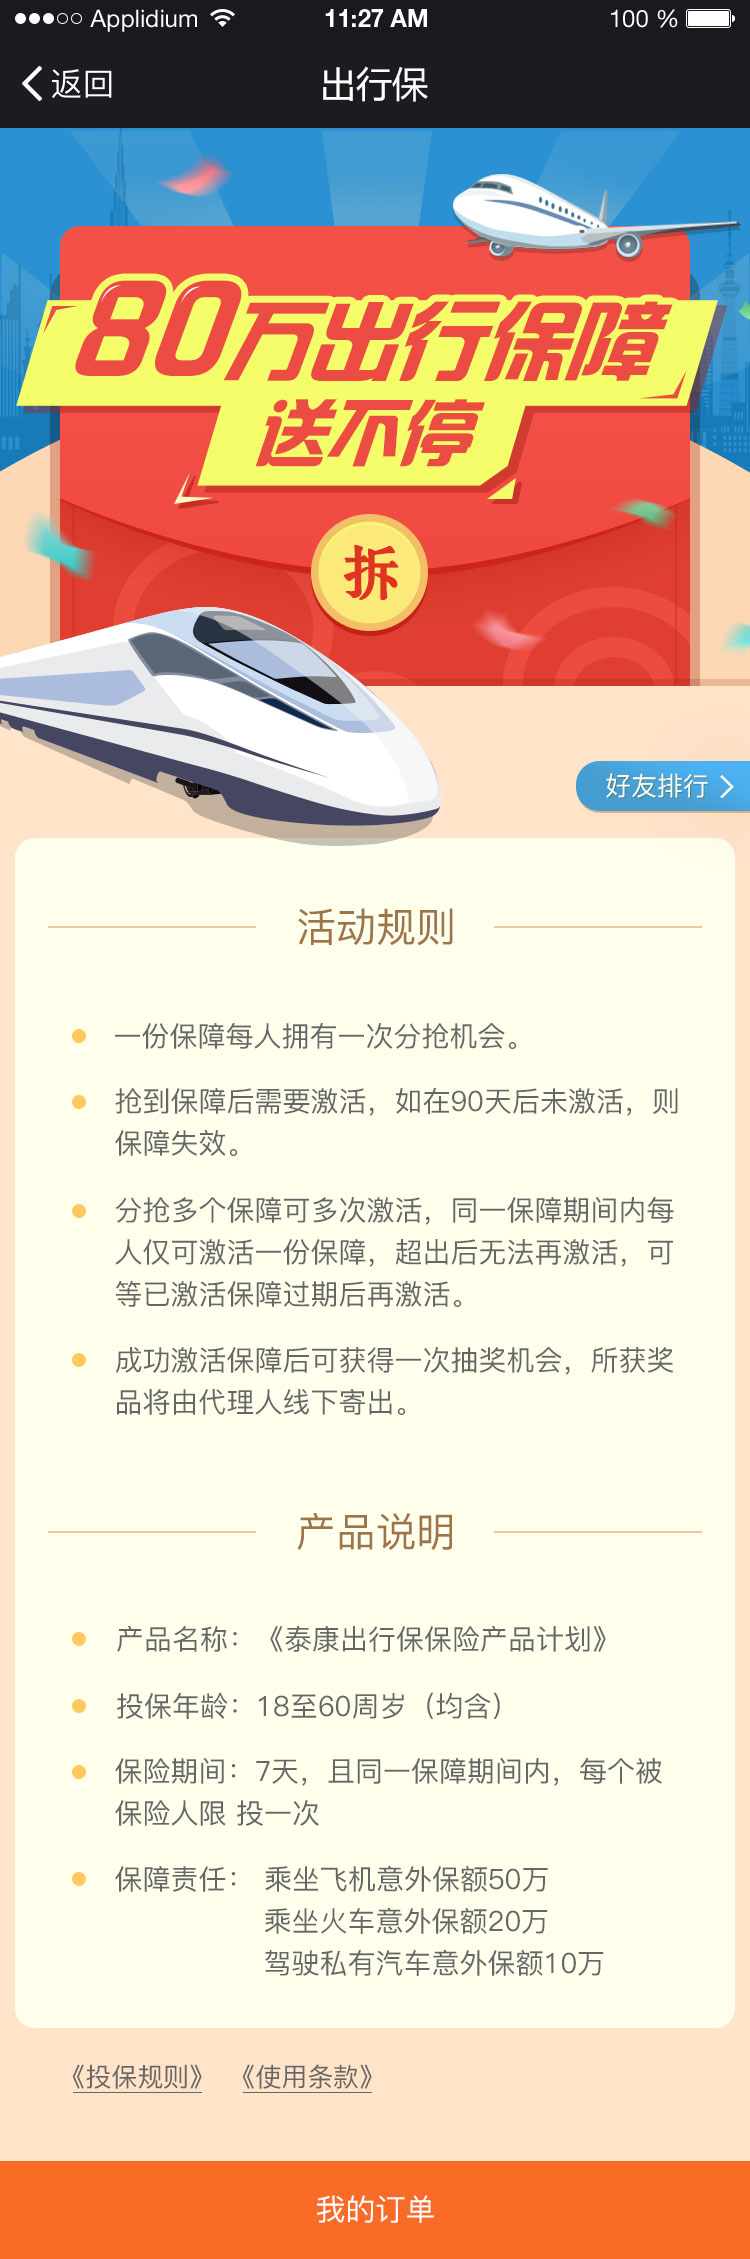 Applidium 11:27 AM 100 %
返回 出行保
80万出行保障
送不停
拆
好友排行
活动规则
一份保障每人拥有一次分抢机会。
抢到保障后需要激活，如在90天后未激活，则
保障失效。
分抢多个保障可多次激活，同一保障期间内每
人仅可激活一份保障，超出后无法再激活，可
等已激活保障过期后再激活。
成功激活保障后可获得一次抽奖机会，所获奖
品将由代理人线下寄出。
产品说明
产品名称：《泰康出行保保险产品计划》
投保年龄：18至60周岁（均含）
保险期间：7天，且同一保障期间内，每个被
保险人限 投一次
保障责任： 乘坐飞机意外保额50万
乘坐火车意外保额20万
驾驶私有汽车意外保额10万
《投保规则》 《使用条款》
我的订单